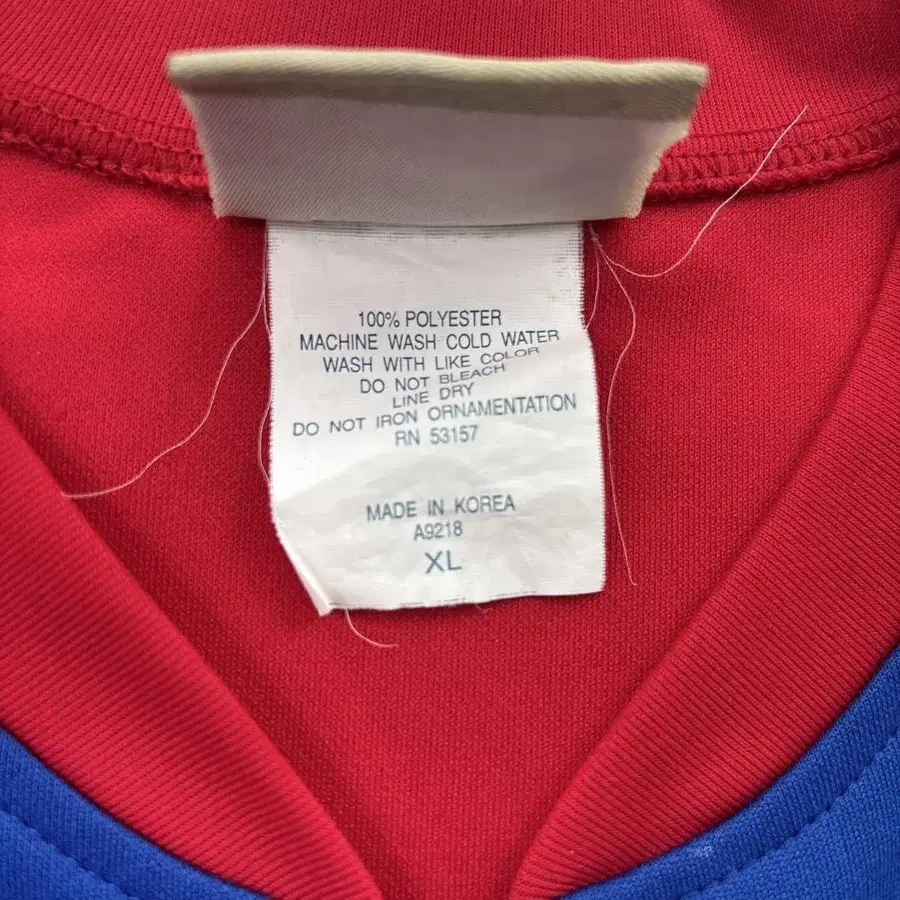 100% POLYESTER
MACHINE WASH COLD WATER
WASH WITH LIKE COLOR
DO NOT BLEACH
LINE DRY
DO NOT IRON ORNAMENTATION
RN 53157
MADE IN KOREA
A9218
XL